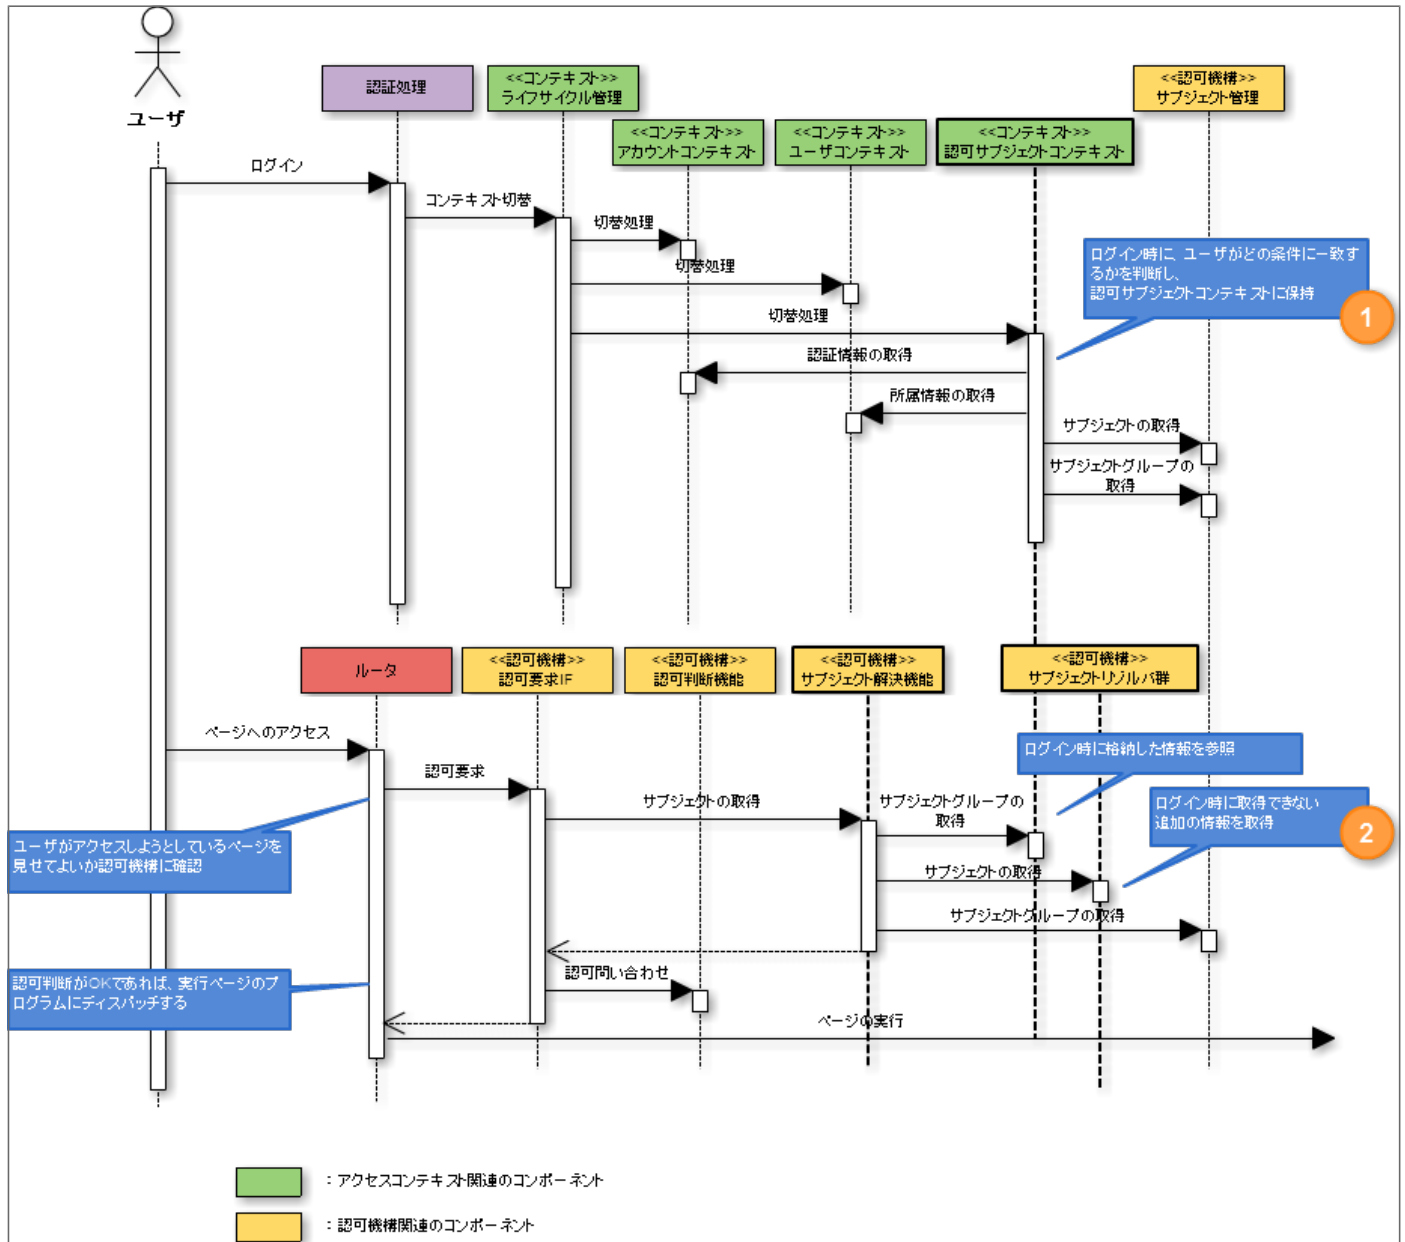 ユーザ
認証処理
<<コンテキスト>>
ライフサイクル管理
<<認可機構>>
サブジェクト管理
<<コンテキスト>>
アカウントコンテキスト
<<コンテキスト>>
ユーザコンテキスト
<<コンテキスト>>
認可サブジェクトコンテキスト
ログイン
コンテキスト切替
切替処理
切替処理
切替処理
ログイン時に、ユーザがどの条件に一致す
るかを判断し、
認可サブジェクトコンテキストに保持
1
認証情報の取得
所属情報の取得
サブジェクトの取得
サブジェクトグループの
取得
ルータ
<<認可機構>>
認可要求IF
<<認可機構>>
認可判断機能
<<認可機構>>
サブジェクト解決機能
<<認可機構>>
サブジェクトリゾルバ群
ページへのアクセス
認可要求
サブジェクトの取得
サブジェクトグループの
取得
ログイン時に格納した情報を参照
ログイン時に取得できない
追加の情報を取得
2
ユーザがアクセスしようとしているページを
見せてよいか認可機構に確認
サブジェクトの取得
サブジェクトグループの取得
認可問い合わせ
認可判断がOKであれば、実行ページのプ
ログラムにディスパッチする
ページの実行
：アクセスコンテキスト関連のコンポーネント
：認可機構関連のコンポーネント